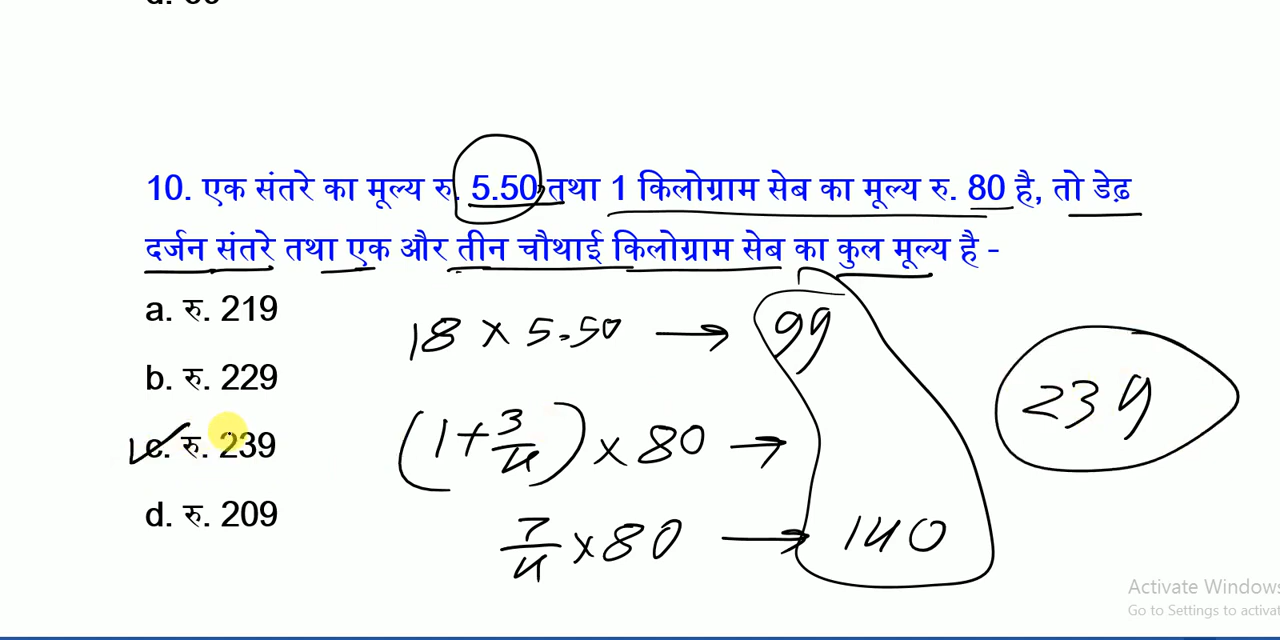 10. एक संतरे का मूल्य रु. 5.50 तथा 1 किलोग्राम सेब का मूल्य रु. 80 है, तो डेढ़
दर्जन संतरे तथा एक और तीन चौथाई किलोग्राम सेब का कुल मूल्य है -
a. रु. 219
b. रु. 229
c. रु. 239
d. रु. 209
18 × 5.50 → 99
(1 + 3/4) × 80 →
7/4 × 80 → 140
239
Activate Windows
Go to Settings to activat